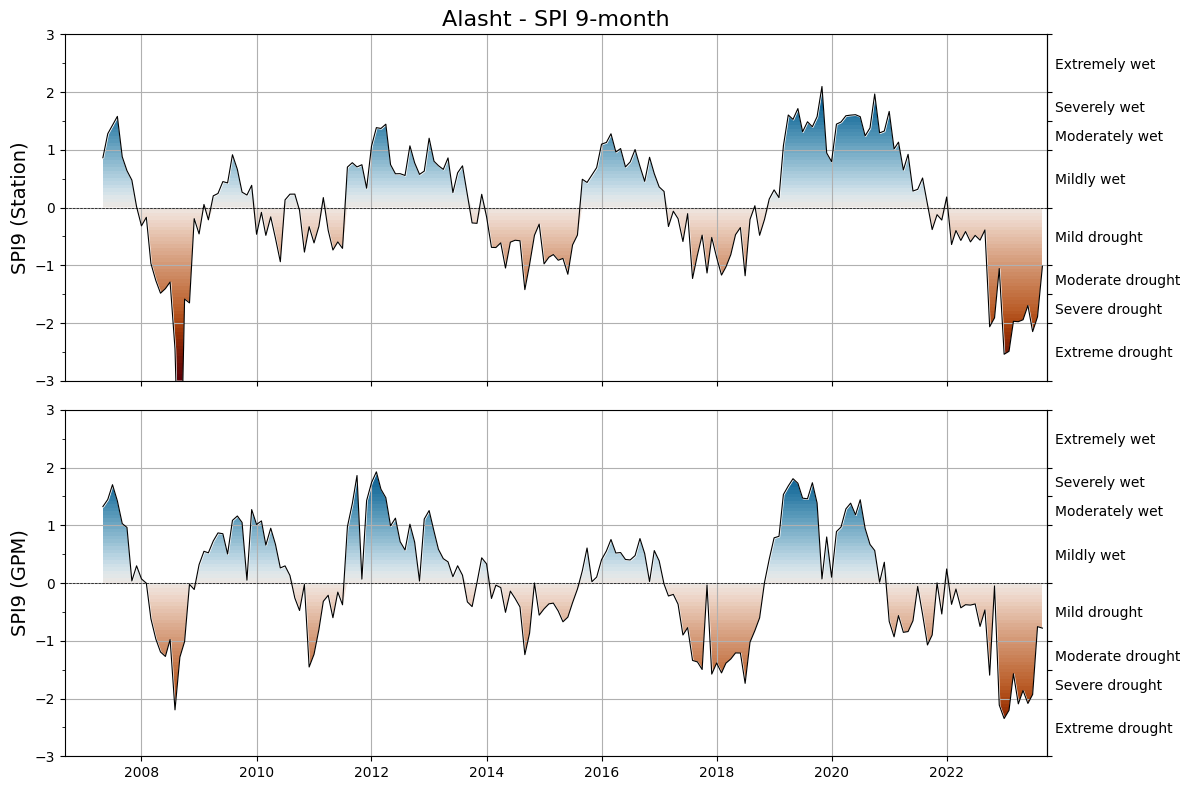 Alasht - SPI 9-month
SPI9 (Station)
3
2
1
0
−1
−2
−3
Extremely wet
Severely wet
Moderately wet
Mildly wet
Mild drought
Moderate drought
Severe drought
Extreme drought
SPI9 (GPM)
3
2
1
0
−1
−2
−3
Extremely wet
Severely wet
Moderately wet
Mildly wet
Mild drought
Moderate drought
Severe drought
Extreme drought
2008 2010 2012 2014 2016 2018 2020 2022